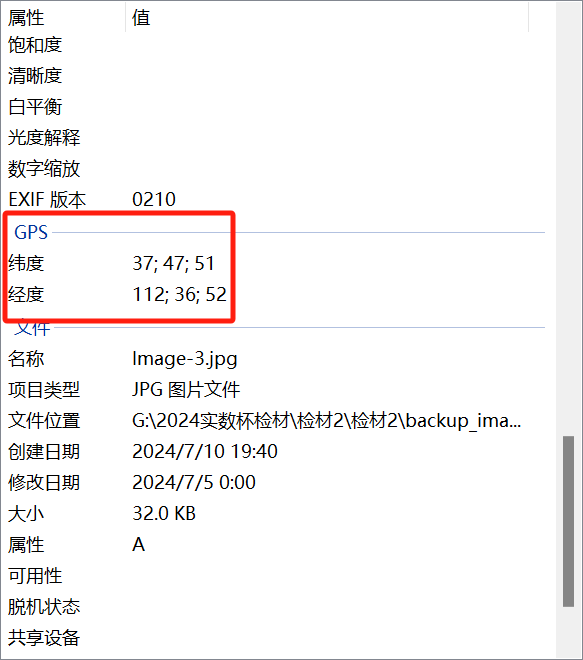 属性 值
饱和度
清晰度
白平衡
光度解释
数字缩放
EXIF 版本 0210
GPS
纬度 37; 47; 51
经度 112; 36; 52
文件
名称 Image-3.jpg
项目类型 JPG 图片文件
文件位置 G:\2024实数杯检材\检材2\检材2\backup_ima...
创建日期 2024/7/10 19:40
修改日期 2024/7/5 0:00
大小 32.0 KB
属性 A
可用性
脱机状态
共享设备